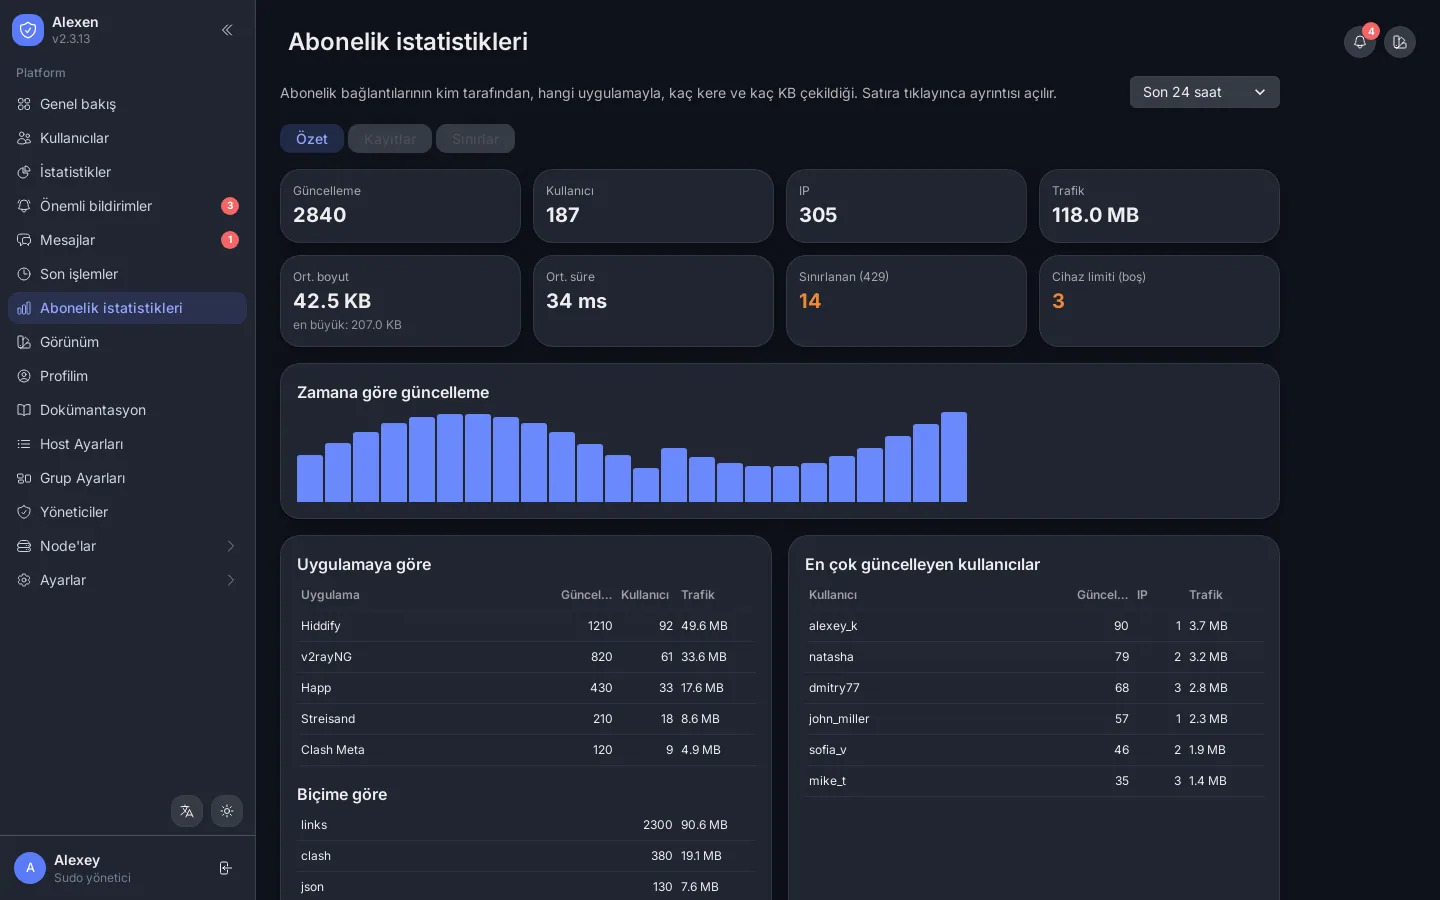 Alexen
v2.3.13
Platform
Genel bakış
Kullanıcılar
İstatistikler
Önemli bildirimler 3
Mesajlar 1
Son işlemler
Abonelik istatistikleri
Görünüm
Profilim
Dokümantasyon
Host Ayarları
Grup Ayarları
Yöneticiler
Node'lar
Ayarlar
A
Alexey
Sudo yönetici
Abonelik istatistikleri
4
Abonelik bağlantılarının kim tarafından, hangi uygulamayla, kaç kere ve kaç KB çekildiği. Satıra tıklayınca ayrıntısı açılır.
Son 24 saat
Özet Kayıtlar Sınırlar
Güncelleme
2840
Kullanıcı
187
IP
305
Trafik
118.0 MB
Ort. boyut
42.5 KB
en büyük: 207.0 KB
Ort. süre
34 ms
Sınırlanan (429)
14
Cihaz limiti (boş)
3
Zamana göre güncelleme
Uygulamaya göre
Uygulama Güncel... Kullanıcı Trafik
Hiddify 1210 92 49.6 MB
v2rayNG 820 61 33.6 MB
Happ 430 33 17.6 MB
Streisand 210 18 8.6 MB
Clash Meta 120 9 4.9 MB
Biçime göre
links 2300 90.6 MB
clash 380 19.1 MB
json 130 7.6 MB
En çok güncelleyen kullanıcılar
Kullanıcı Güncel... IP Trafik
alexey_k 90 1 3.7 MB
natasha 79 2 3.2 MB
dmitry77 68 3 2.8 MB
john_miller 57 1 2.3 MB
sofia_v 46 2 1.9 MB
mike_t 35 3 1.4 MB